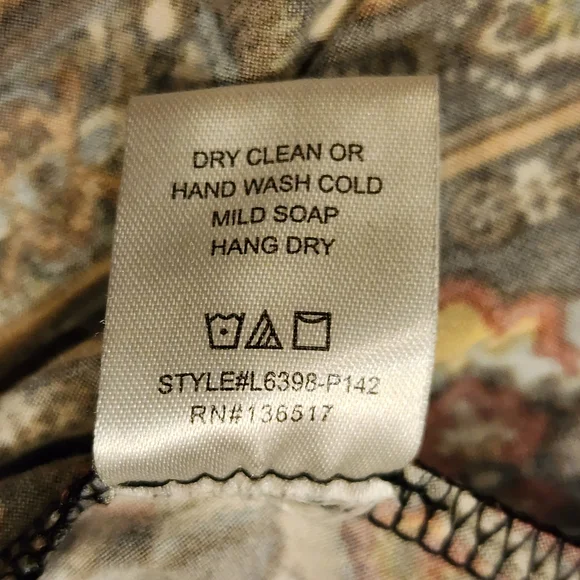 DRY CLEAN OR
HAND WASH COLD
MILD SOAP
HANG DRY
STYLE#L6398-P142
RN#136517